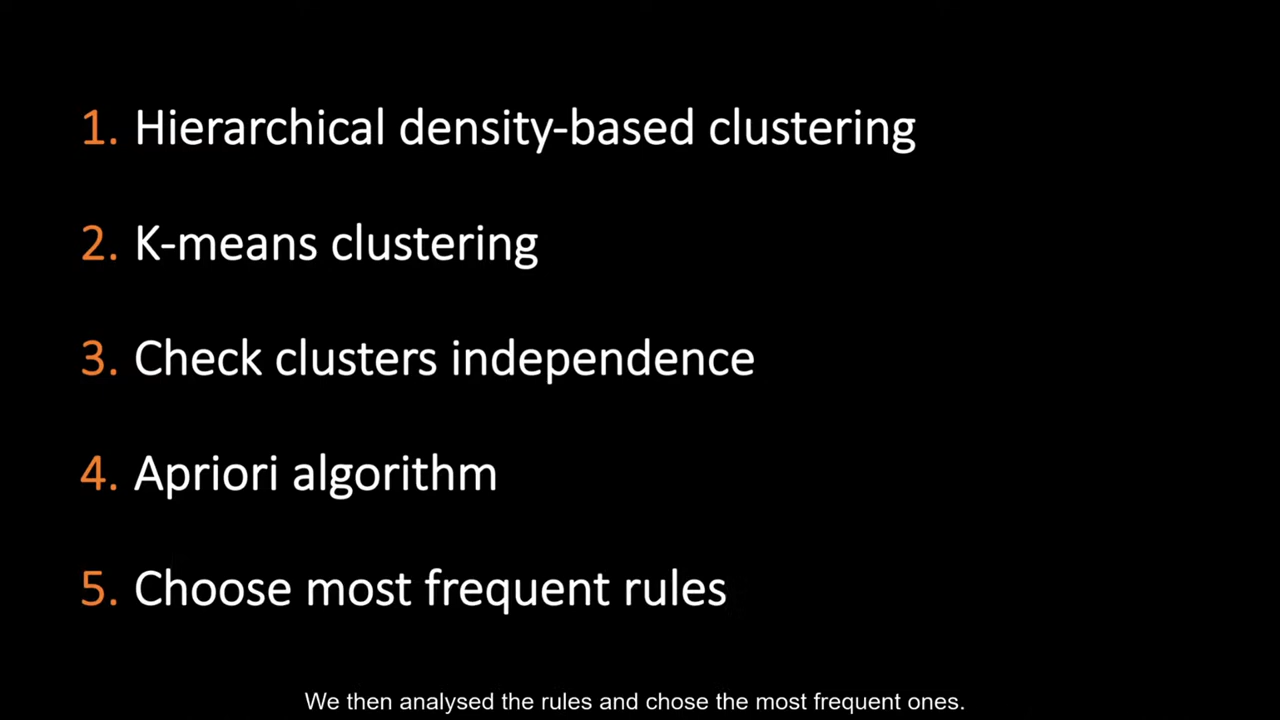 1. Hierarchical density-based clustering
2. K-means clustering
3. Check clusters independence
4. Apriori algorithm
5. Choose most frequent rules
We then analysed the rules and chose the most frequent ones.